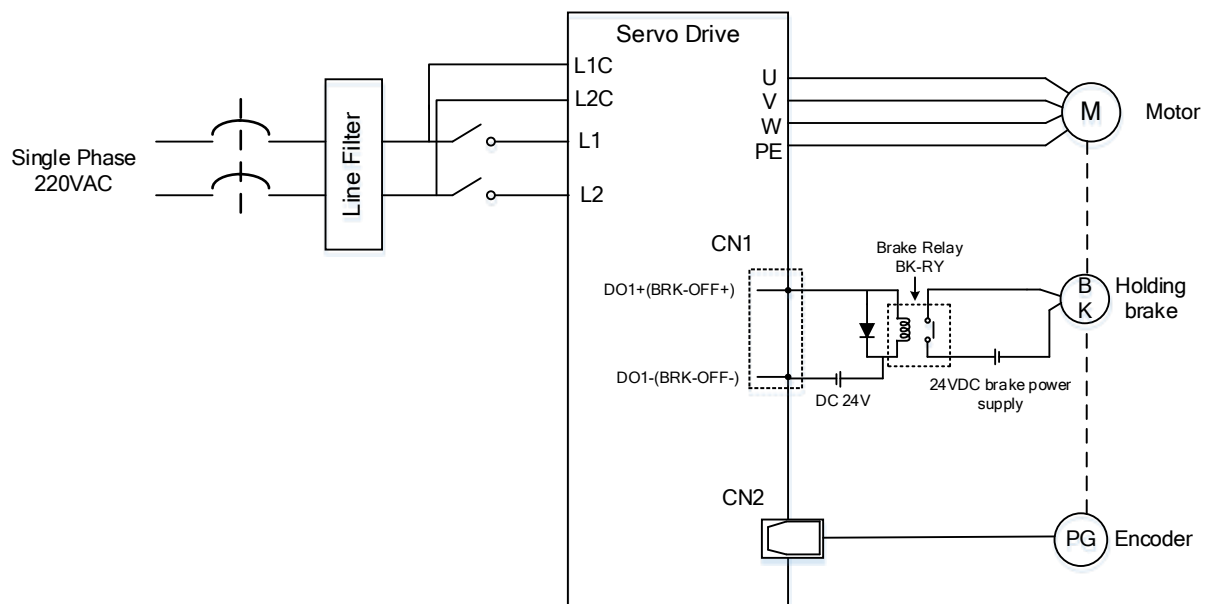 Servo Drive
L1C
L2C
L1
L2
U
V
W
PE
M
Motor
Single Phase
220VAC
Line Filter
CN1
Brake Relay
BK-RY
DO1+(BRK-OFF+)
B
K
Holding
brake
DO1-(BRK-OFF-)
DC 24V
24VDC brake power
supply
CN2
PG
Encoder